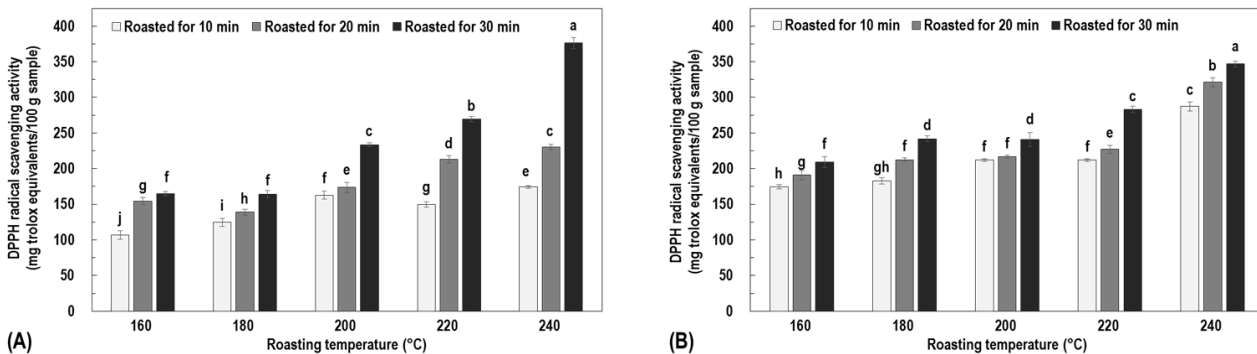 Roasted for 10 min Roasted for 20 min Roasted for 30 min
DPPH radical scavenging activity
(mg trolox equivalents/100 g sample)
400
350
300
250
200
150
100
50
0
j g f
i h f
f e c
g d b
e c a
160 180 200 220 240
Roasting temperature (°C)
(A)
Roasted for 10 min Roasted for 20 min Roasted for 30 min
DPPH radical scavenging activity
(mg trolox equivalents/100 g sample)
400
350
300
250
200
150
100
50
0
h g f
gh f d
f f d
f e c
c b a
160 180 200 220 240
Roasting temperature (°C)
(B)